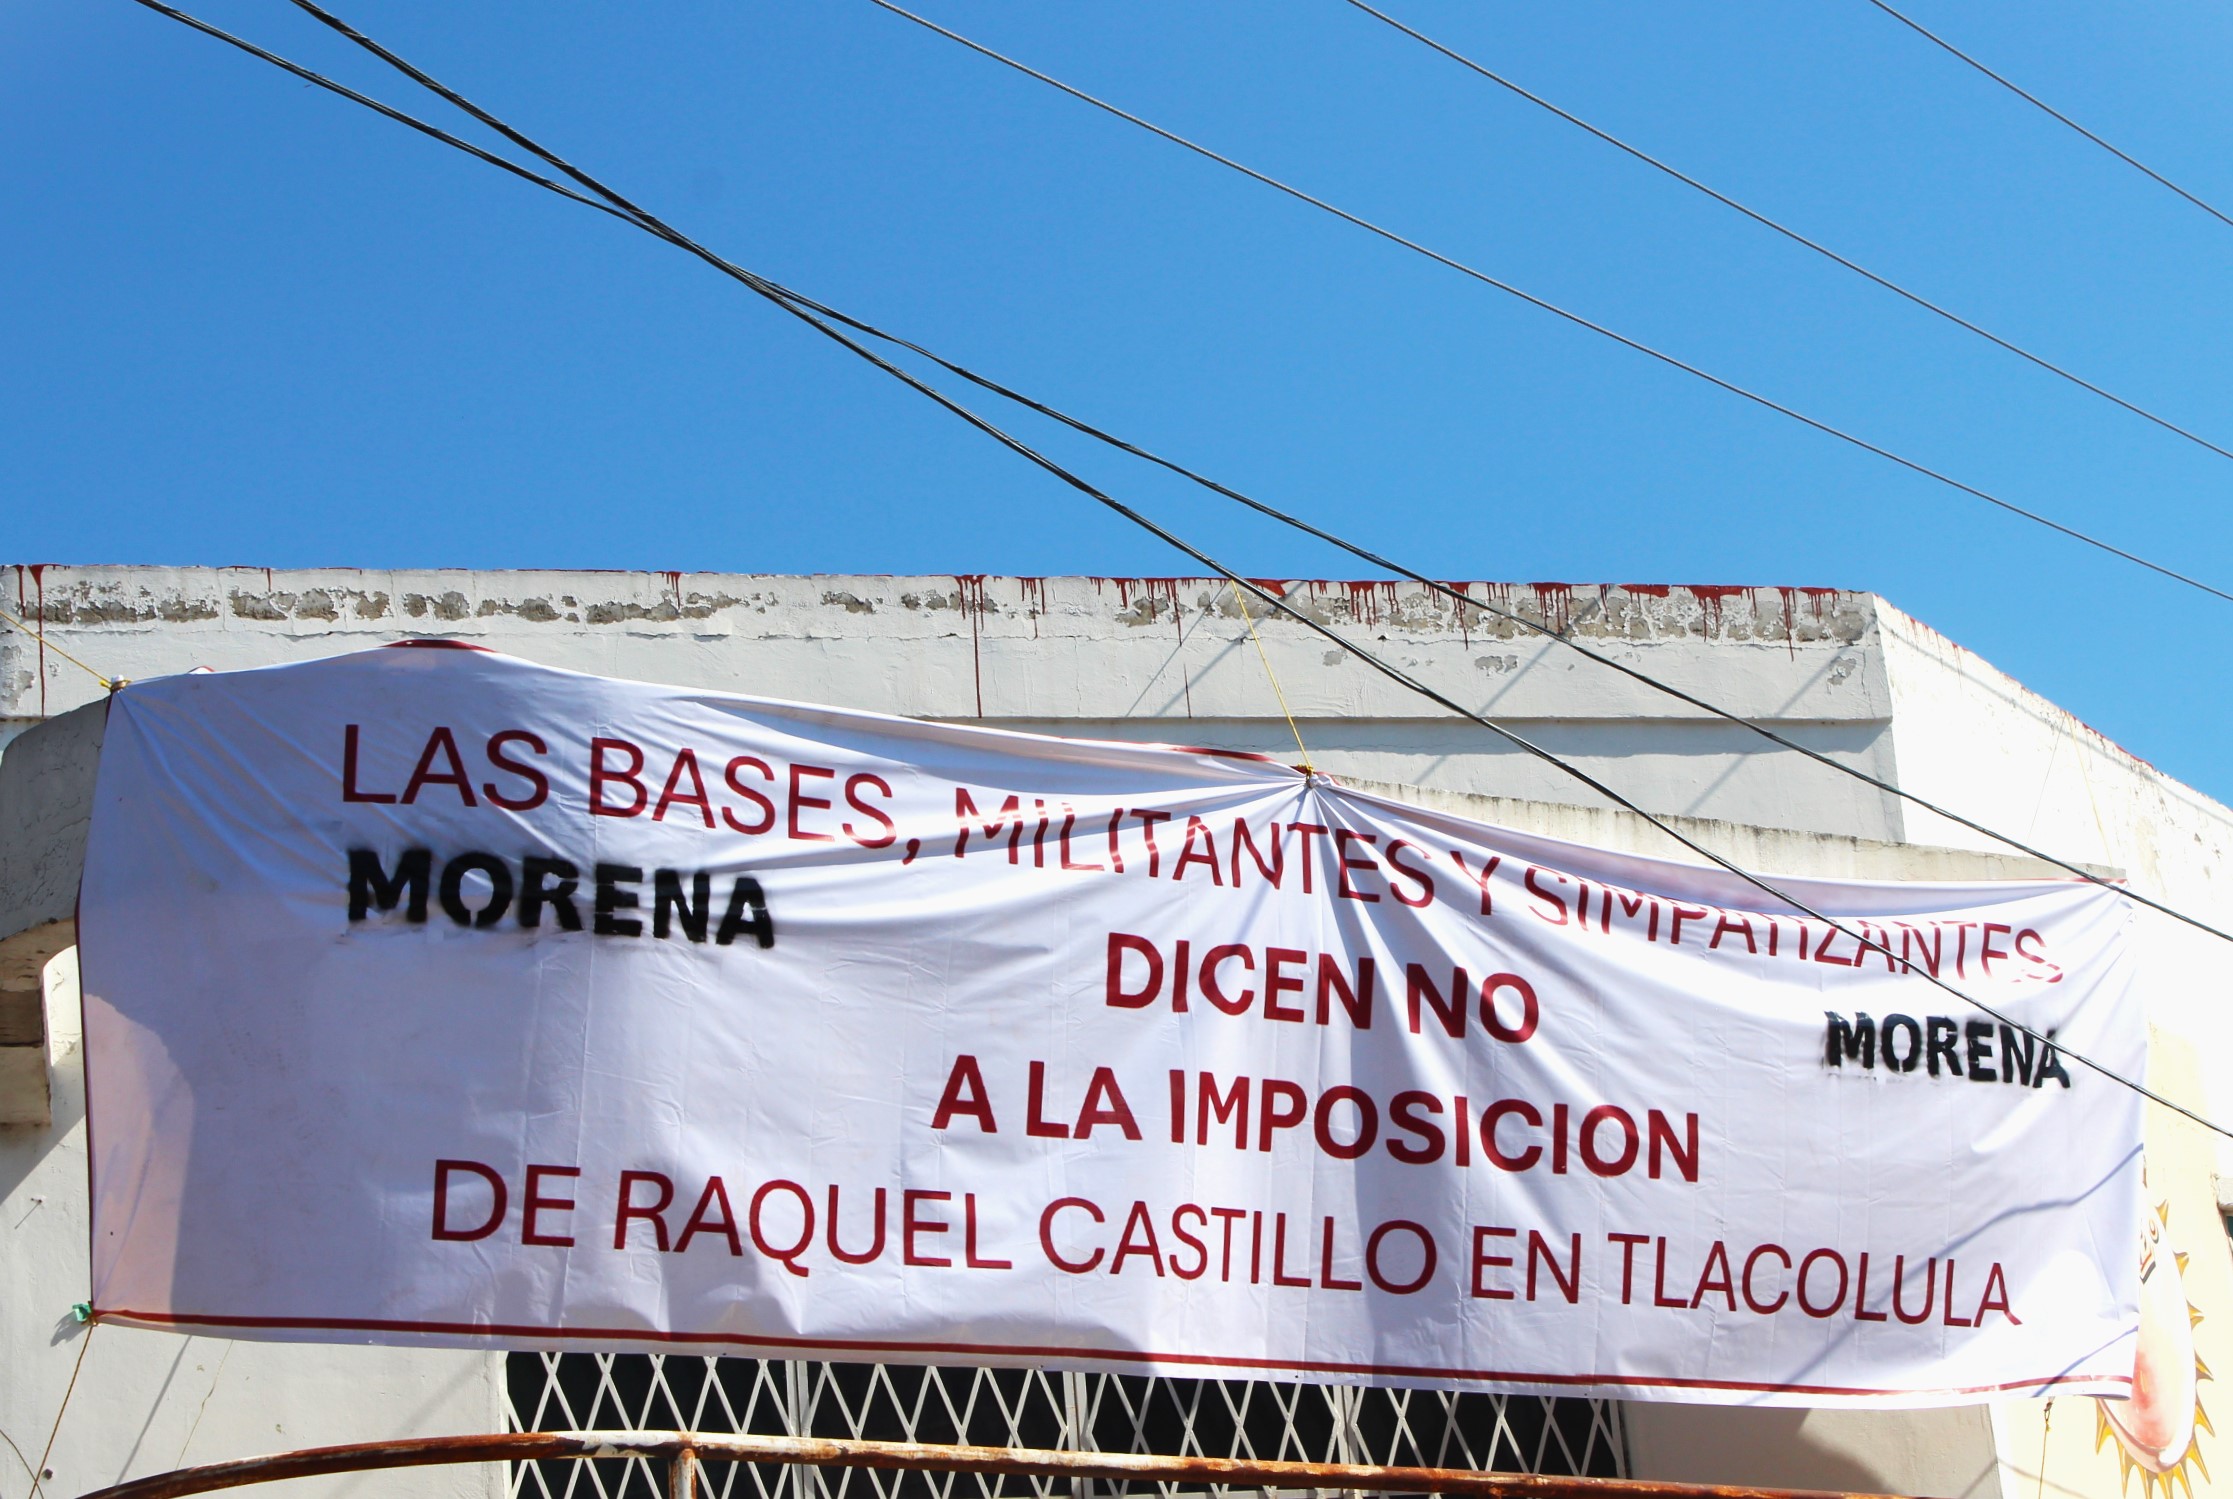 LAS BASES, MILITANTES Y SIMPATIZANTES
MORENA
DICEN NO
MORENA
A LA IMPOSICION
DE RAQUEL CASTILLO EN TLACOLULA